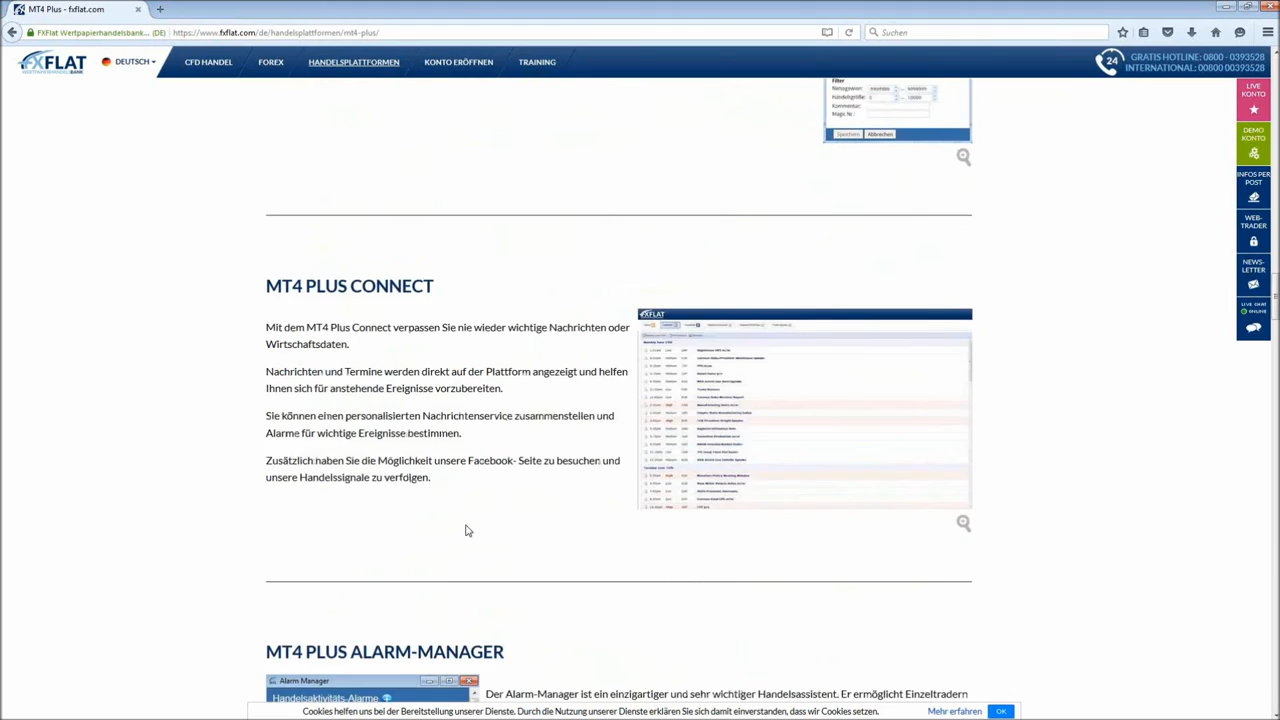 MT4 Plus - fxflat.com
FXFlat Wertpapierhandelsbank... (DE)
https://www.fxflat.com/de/handelsplattformen/mt4-plus/
Suchen
FXFLAT
DEUTSCH
CFD HANDEL
FOREX
HANDELSPLATTFORMEN
KONTO ERÖFFNEN
TRAINING
24
GRATIS HOTLINE: 0800 - 0393528
INTERNATIONAL: 00800 00393528
LIVE
KONTO
DEMO
KONTO
INFOS PER
POST
WEB-
TRADER
NEWS-
LETTER
LIVE CHAT
ONLINE
Filter
Kommentar:
Magic Nr.:
Speichern
Abbrechen
MT4 PLUS CONNECT
Mit dem MT4 Plus Connect verpassen Sie nie wieder wichtige Nachrichten oder
Wirtschaftsdaten.
Nachrichten und Termine werden direkt auf der Plattform angezeigt und helfen
Ihnen sich für anstehende Ereignisse vorzubereiten.
Sie können einen personalisierten Nachrichtenservice zusammenstellen und
Alarme für wichtige Ereignisse bestimmen.
Zusätzlich haben Sie die Möglichkeit unsere Facebook- Seite zu besuchen und
unsere Handelssignale zu verfolgen.
FXFLAT
MT4 PLUS ALARM-MANAGER
Alarm Manager
Handelsaktivitäts-Alarme
Der Alarm-Manager ist ein einzigartiger und sehr wichtiger Handelsassistent. Er ermöglicht Einzeltradern
Cookies helfen uns bei der Bereitstellung unserer Dienste. Durch die Nutzung unserer Dienste erklären Sie sich damit einverstanden, dass wir Cookies setzen.
Mehr erfahren
OK